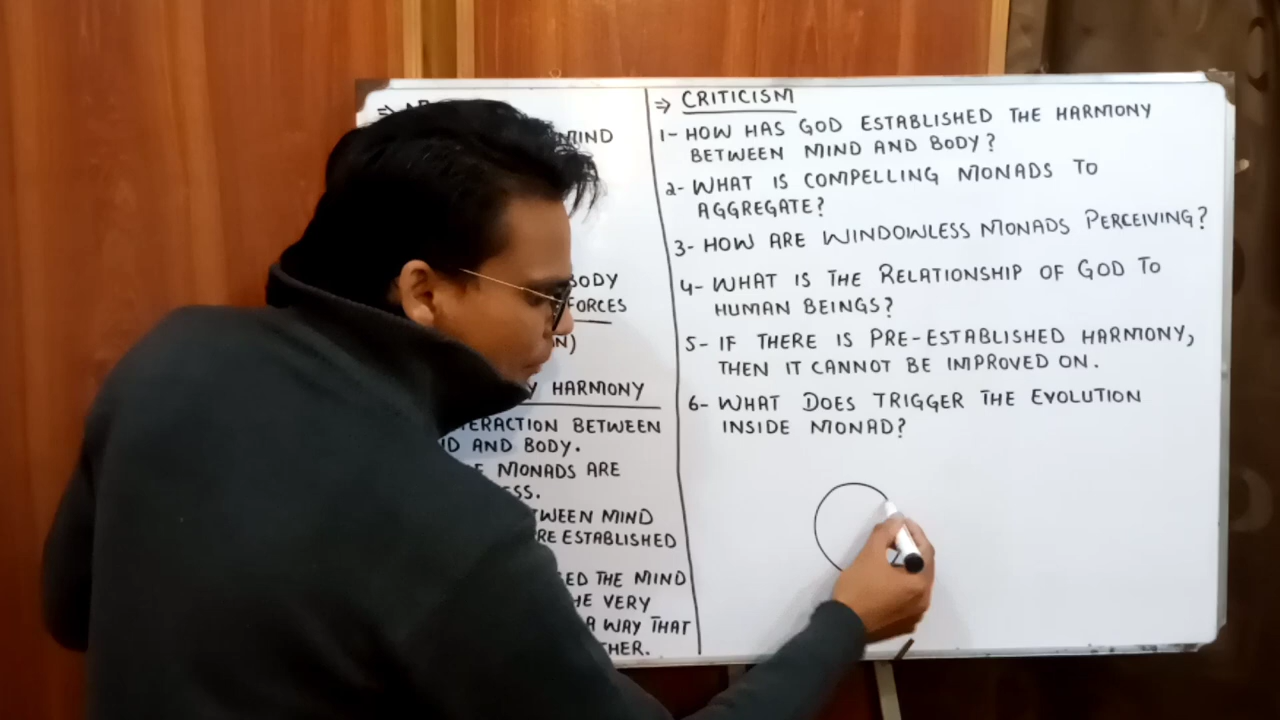 MIND
BODY
FORCES
HARMONY
BETWEEN
AND BODY.
MONADS ARE
MIND
ESTABLISHED
THE MIND
VERY
A WAY THAT
⇒ CRITICISM
1- HOW HAS GOD ESTABLISHED THE HARMONY
BETWEEN MIND AND BODY?
2- WHAT IS COMPELLING MONADS TO
AGGREGATE?
3- HOW ARE WINDOWLESS MONADS PERCEIVING?
4- WHAT IS THE RELATIONSHIP OF GOD TO
HUMAN BEINGS?
5- IF THERE IS PRE-ESTABLISHED HARMONY,
THEN IT CANNOT BE IMPROVED ON.
6- WHAT DOES TRIGGER THE EVOLUTION
INSIDE MONAD?